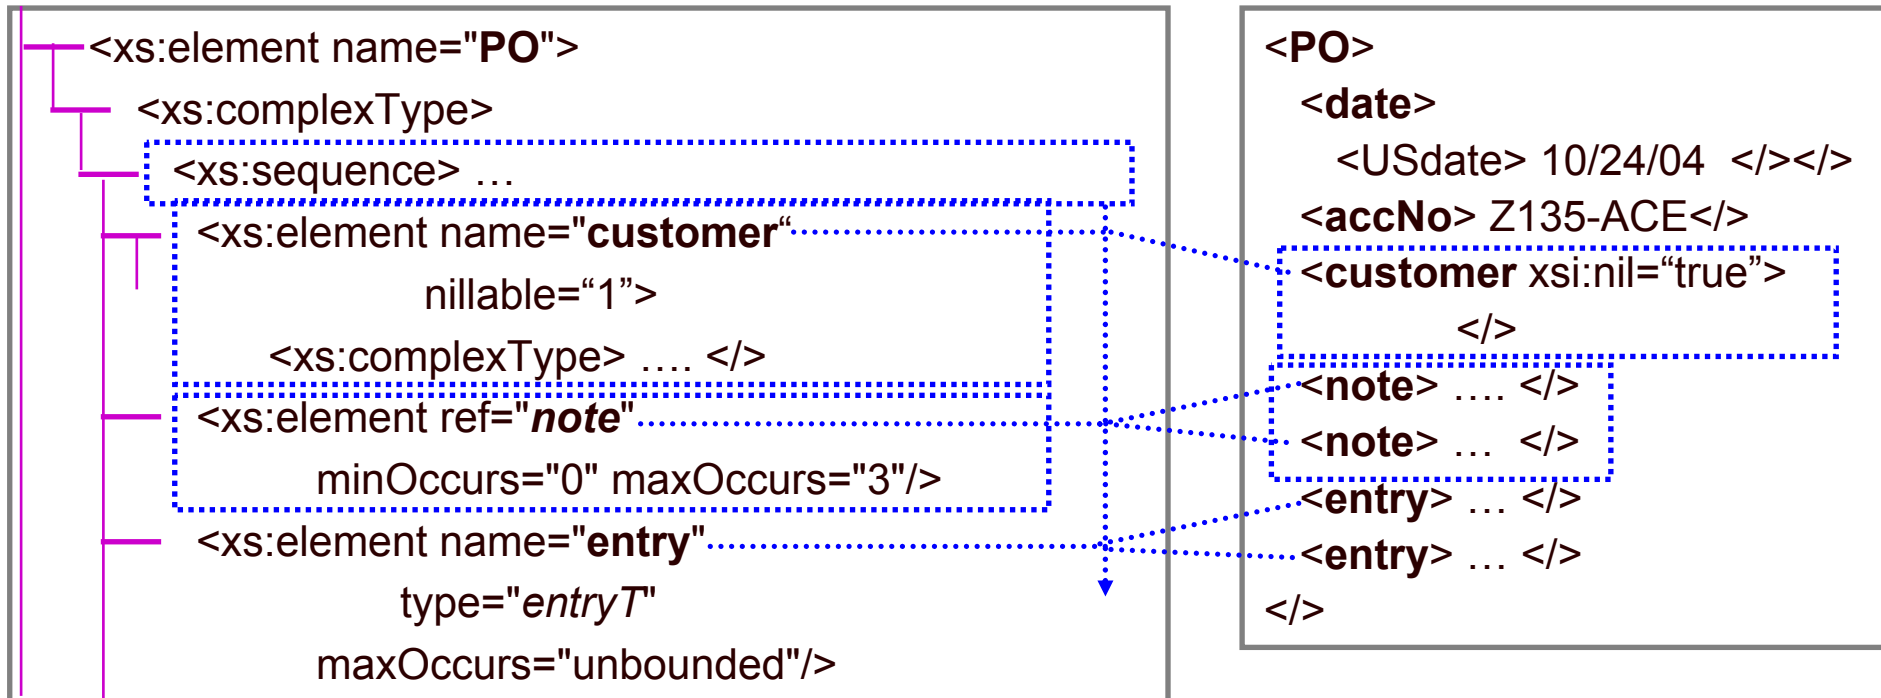 <xs:element name="PO">
<xs:complexType>
<xs:sequence> …
<xs:element name="customer“
nillable=“1”>
<xs:complexType> …. </>
<xs:element ref="note"
minOccurs="0" maxOccurs="3"/>
<xs:element name="entry"
type="entryT"
maxOccurs="unbounded"/>
<PO>
<date>
<USdate> 10/24/04 </></>
<accNo> Z135-ACE</>
<customer xsi:nil=“true”>
</>
<note> …. </>
<note> … </>
<entry> … </>
<entry> … </>
</>